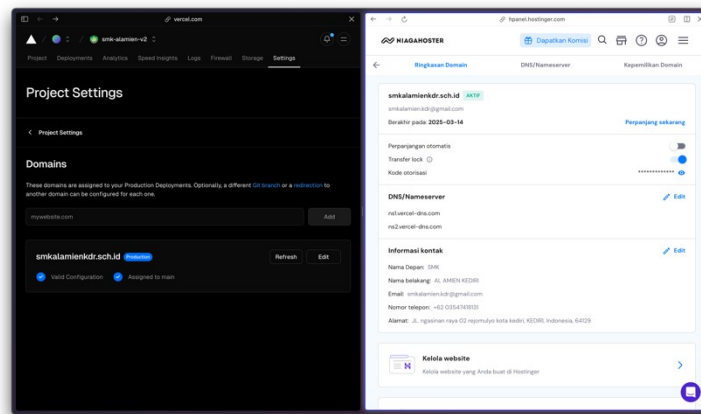 vercel.com
smk-alamien-v2
Project Deployments Analytics Speed Insights Logs Firewall Storage Settings
Project Settings
Project Settings
Domains
These domains are assigned to your Production Deployments. Optionally, a different Git branch or a redirection to
another domain can be configured for each one.
mywebsite.com Add
smkalamienkdr.sch.id Production Refresh Edit
Valid Configuration Assigned to main
hpanel.hostinger.com
NIAGAHOSTER Dapatkan Komisi
Ringkasan Domain DNS/Nameserver Kepemilikan Domain
smkalamienkdr.sch.id AKTIF
smkalamien.kdr@gmail.com
Berakhir pada: 2025-03-14 Perpanjang sekarang
Perpanjangan otomatis
Transfer lock
Kode otorisasi *************
DNS/Nameserver Edit
ns1.vercel-dns.com
ns2.vercel-dns.com
Informasi kontak Edit
Nama Depan: SMK
Nama belakang: AL AMIEN KEDIRI
Email: smkalamien.kdr@gmail.com
Nomor telepon: +62 03547418131
Alamat: JL. ngasinan raya 02 rejomulyo kota kediri, KEDIRI, Indonesia, 64129
Kelola website
Kelola website yang Anda buat di Hostinger